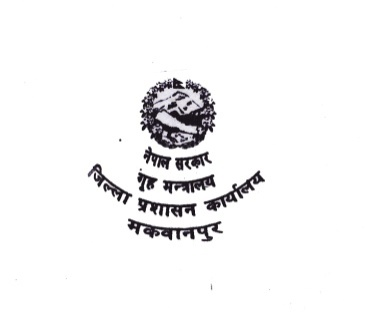 नेपाल सरकार
गृह मन्त्रालय
जिल्ला प्रशासन कार्यालय
मकवानपुर